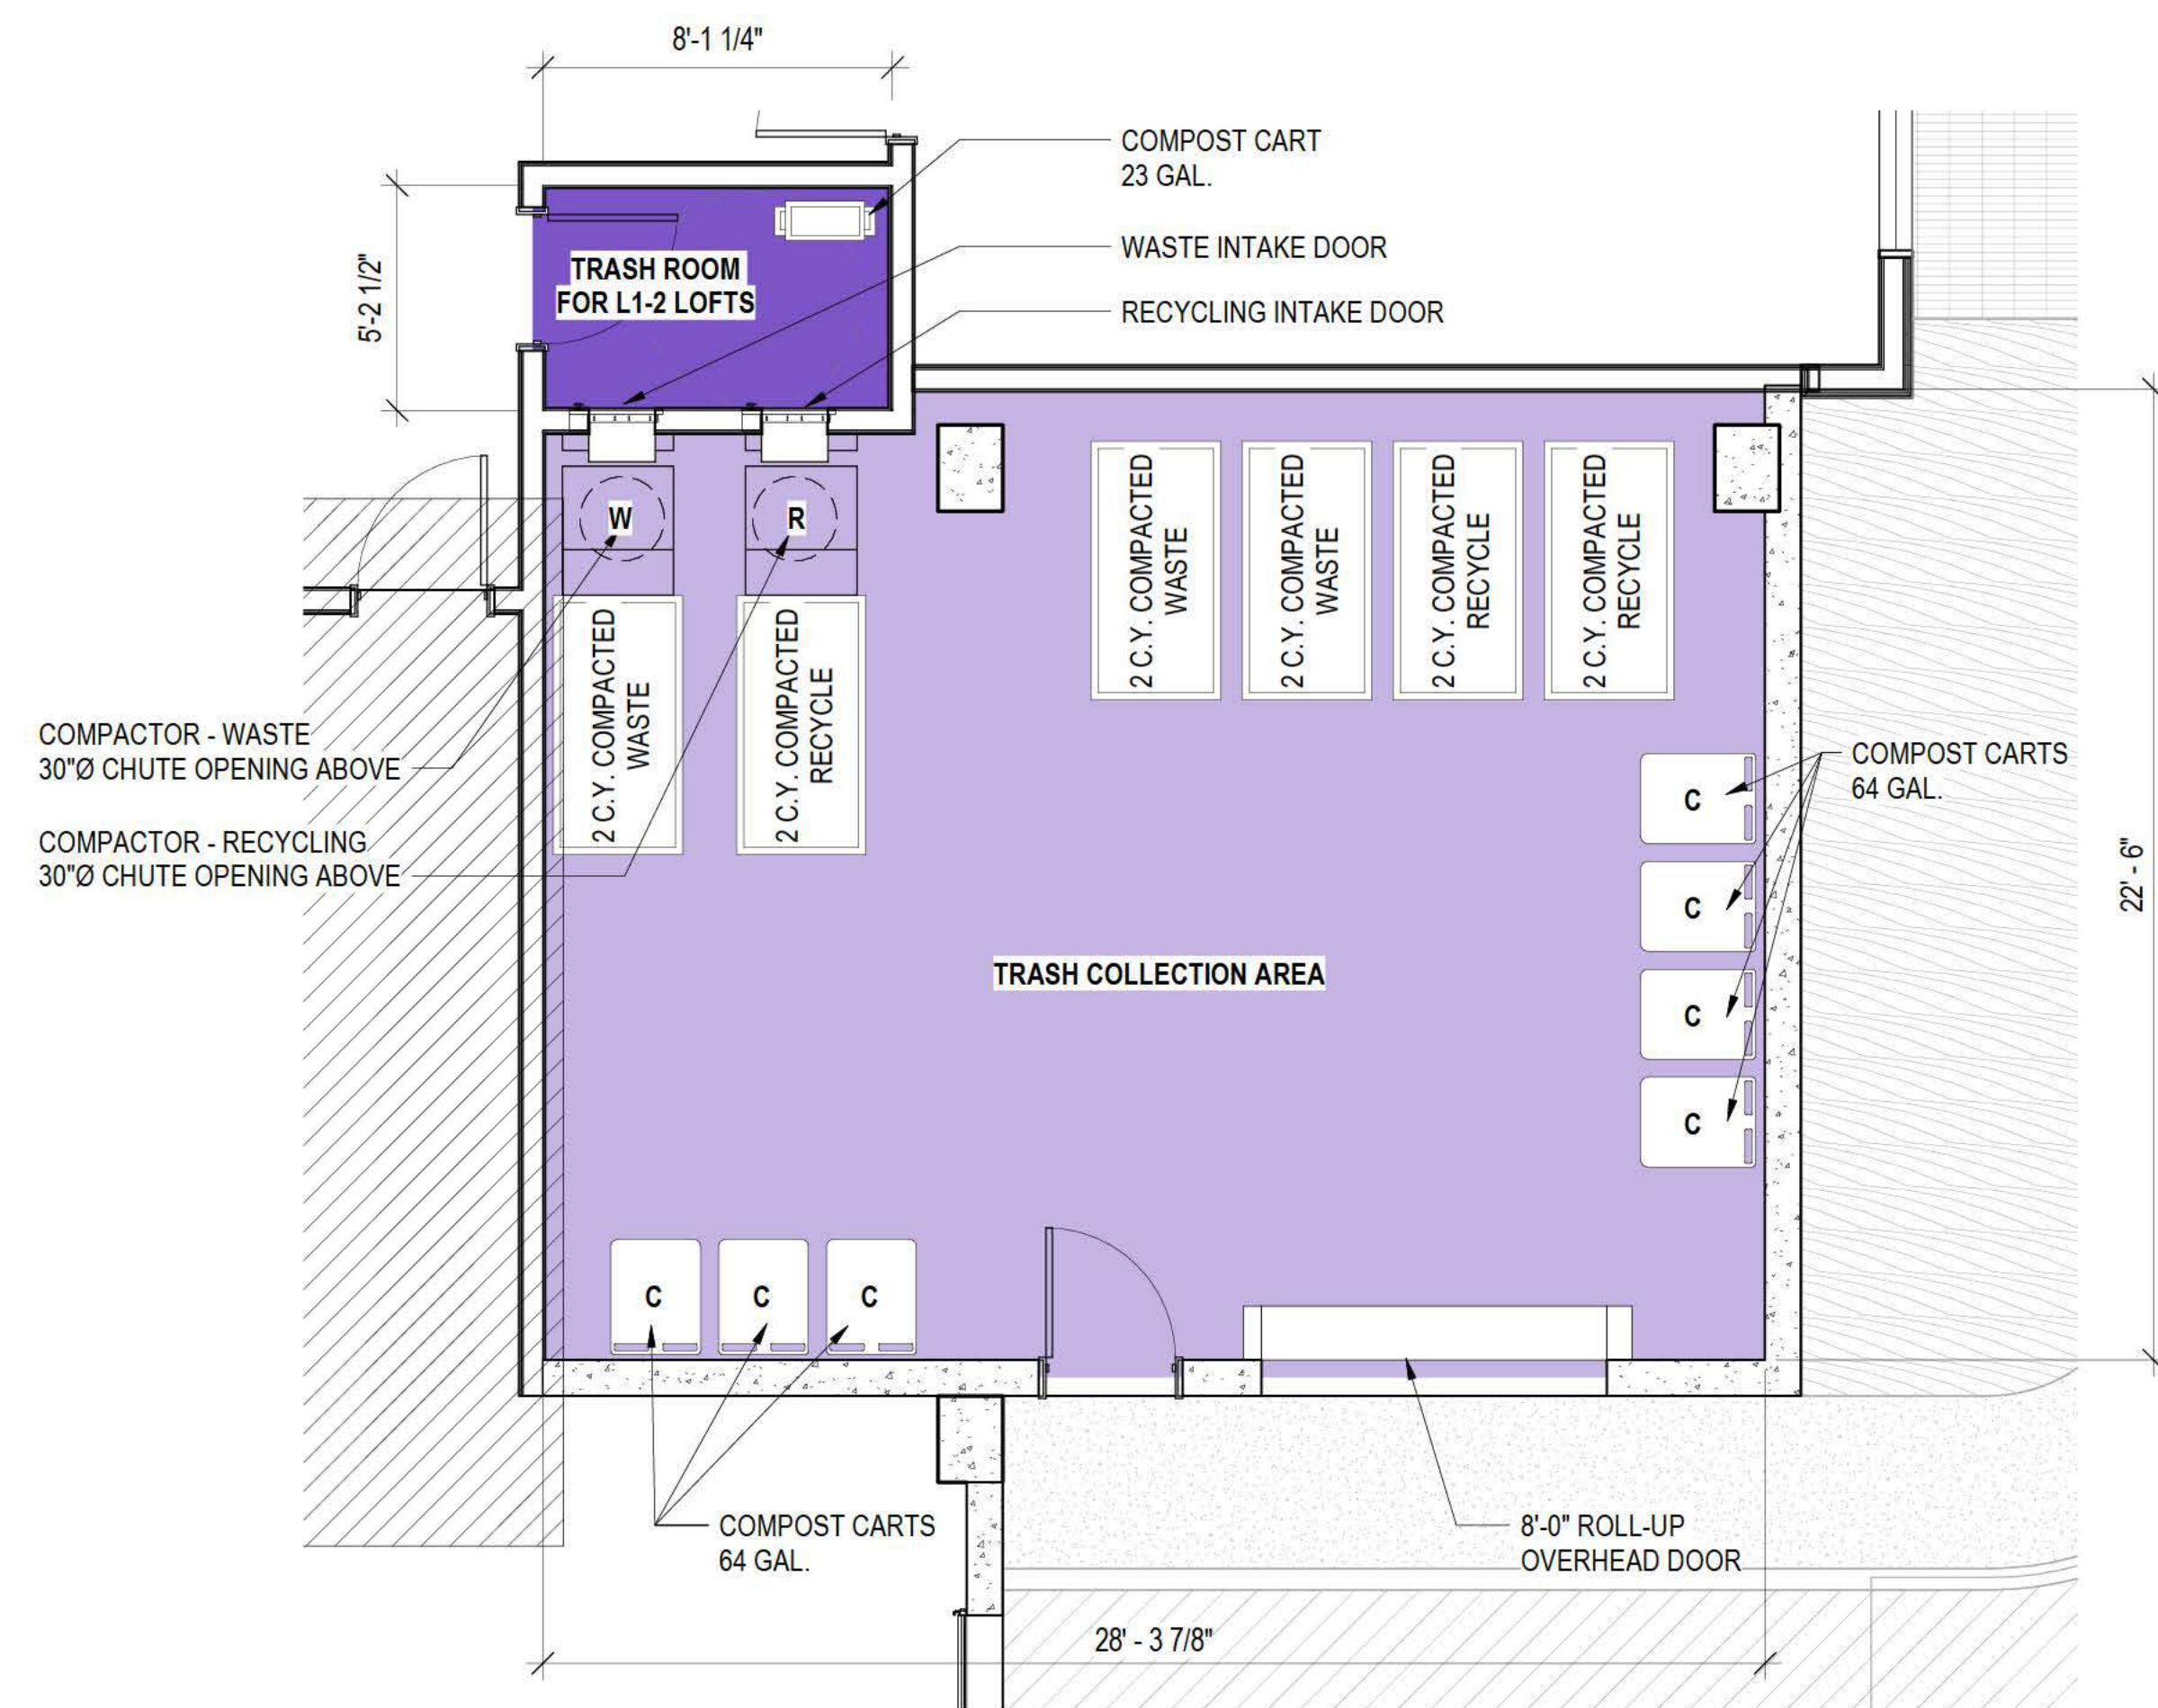 8'-1 1/4"
COMPOST CART
23 GAL.
WASTE INTAKE DOOR
RECYCLING INTAKE DOOR
5'-2 1/2"
TRASH ROOM
FOR L1-2 LOFTS
W
R
2 C.Y. COMPACTED
WASTE
2 C.Y. COMPACTED
RECYCLE
2 C.Y. COMPACTED
WASTE
2 C.Y. COMPACTED
WASTE
2 C.Y. COMPACTED
RECYCLE
2 C.Y. COMPACTED
RECYCLE
COMPACTOR - WASTE
30"Ø CHUTE OPENING ABOVE
COMPACTOR - RECYCLING
30"Ø CHUTE OPENING ABOVE
COMPOST CARTS
64 GAL.
C
C
C
C
22' - 6"
TRASH COLLECTION AREA
C
C
C
COMPOST CARTS
64 GAL.
8'-0" ROLL-UP
OVERHEAD DOOR
28' - 3 7/8"